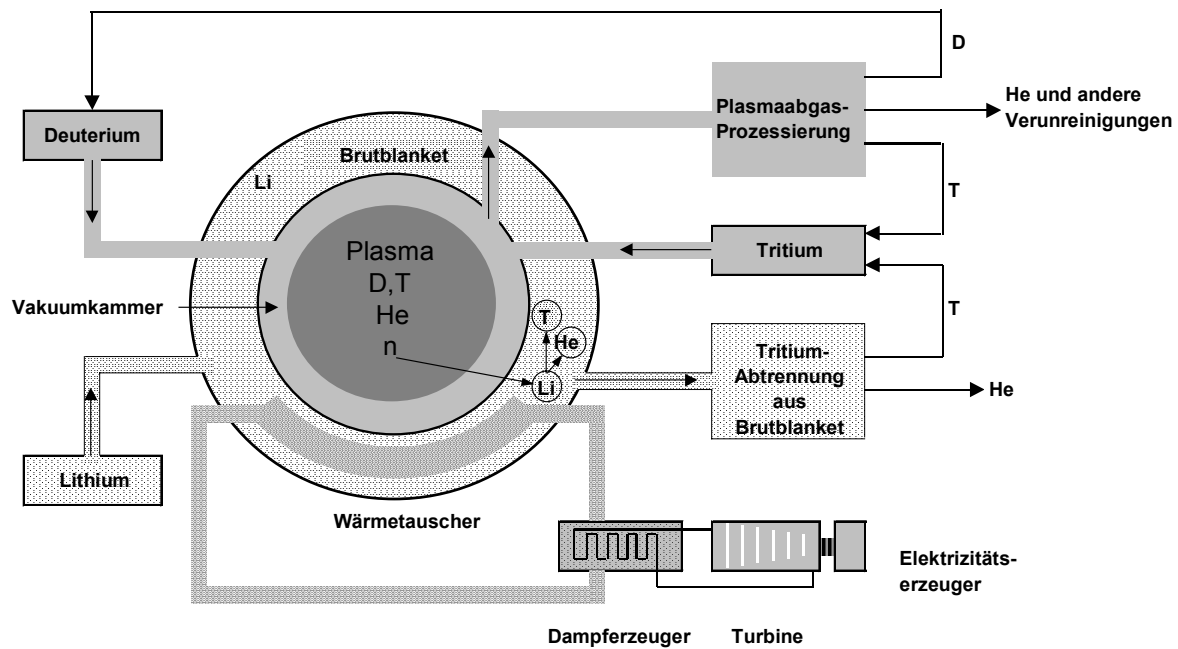 D
Plasmaabgas-
Prozessierung
He und andere
Verunreinigungen
Deuterium
Brutblanket
Li
T
Plasma
D,T
He
n
Tritium
Vakuumkammer
T
He
Li
T
Tritium-
Abtrennung
aus
Brutblanket
He
Lithium
Wärmetauscher
Elektrizitäts-
erzeuger
Dampferzeuger
Turbine